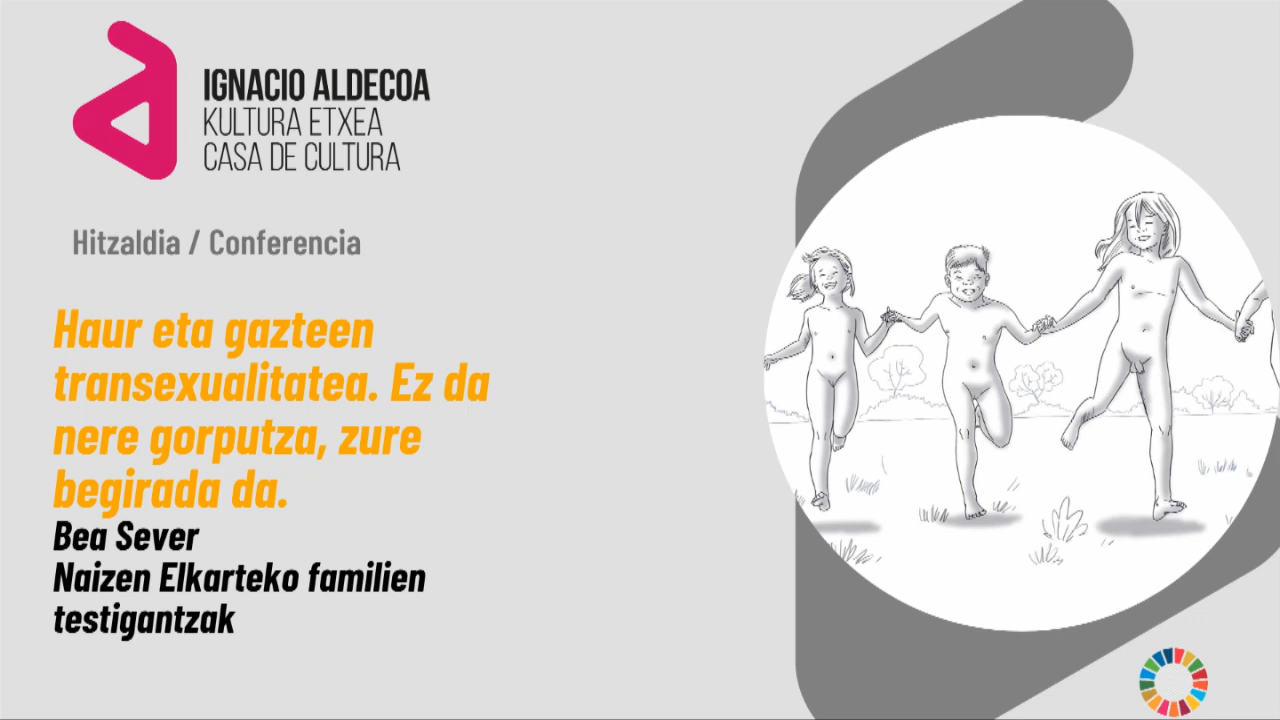 IGNACIO ALDECOA
KULTURA ETXEA
CASA DE CULTURA
Hitzaldia / Conferencia
Haur eta gazteen
transexualitatea. Ez da
nere gorputza, zure
begirada da.
Bea Sever
Naizen Elkarteko familien
testigantzak